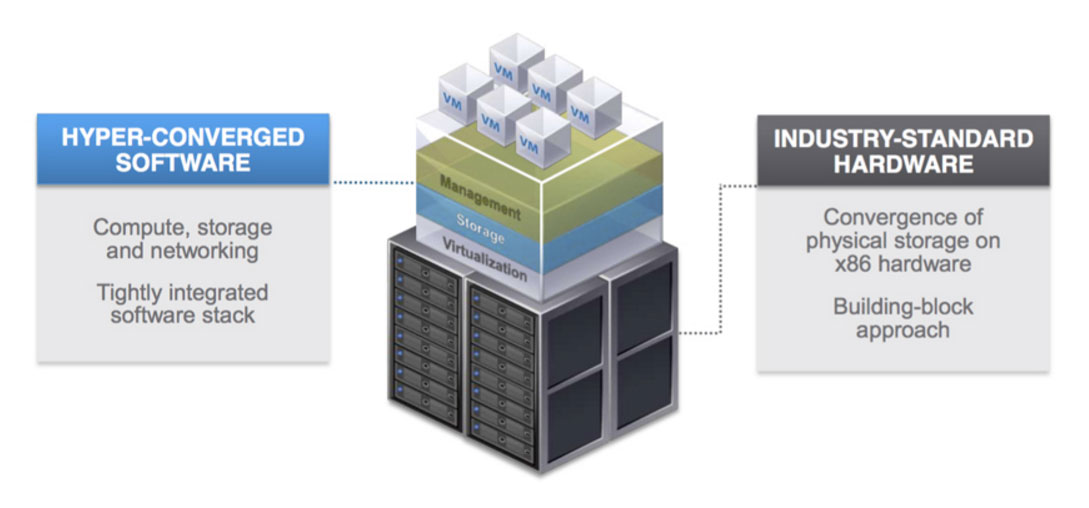 VM
VM
VM
VM
VM
VM
HYPER-CONVERGED
SOFTWARE
Compute, storage
and networking
Tightly integrated
software stack
Management
Storage
Virtualization
INDUSTRY-STANDARD
HARDWARE
Convergence of
physical storage on
x86 hardware
Building-block
approach